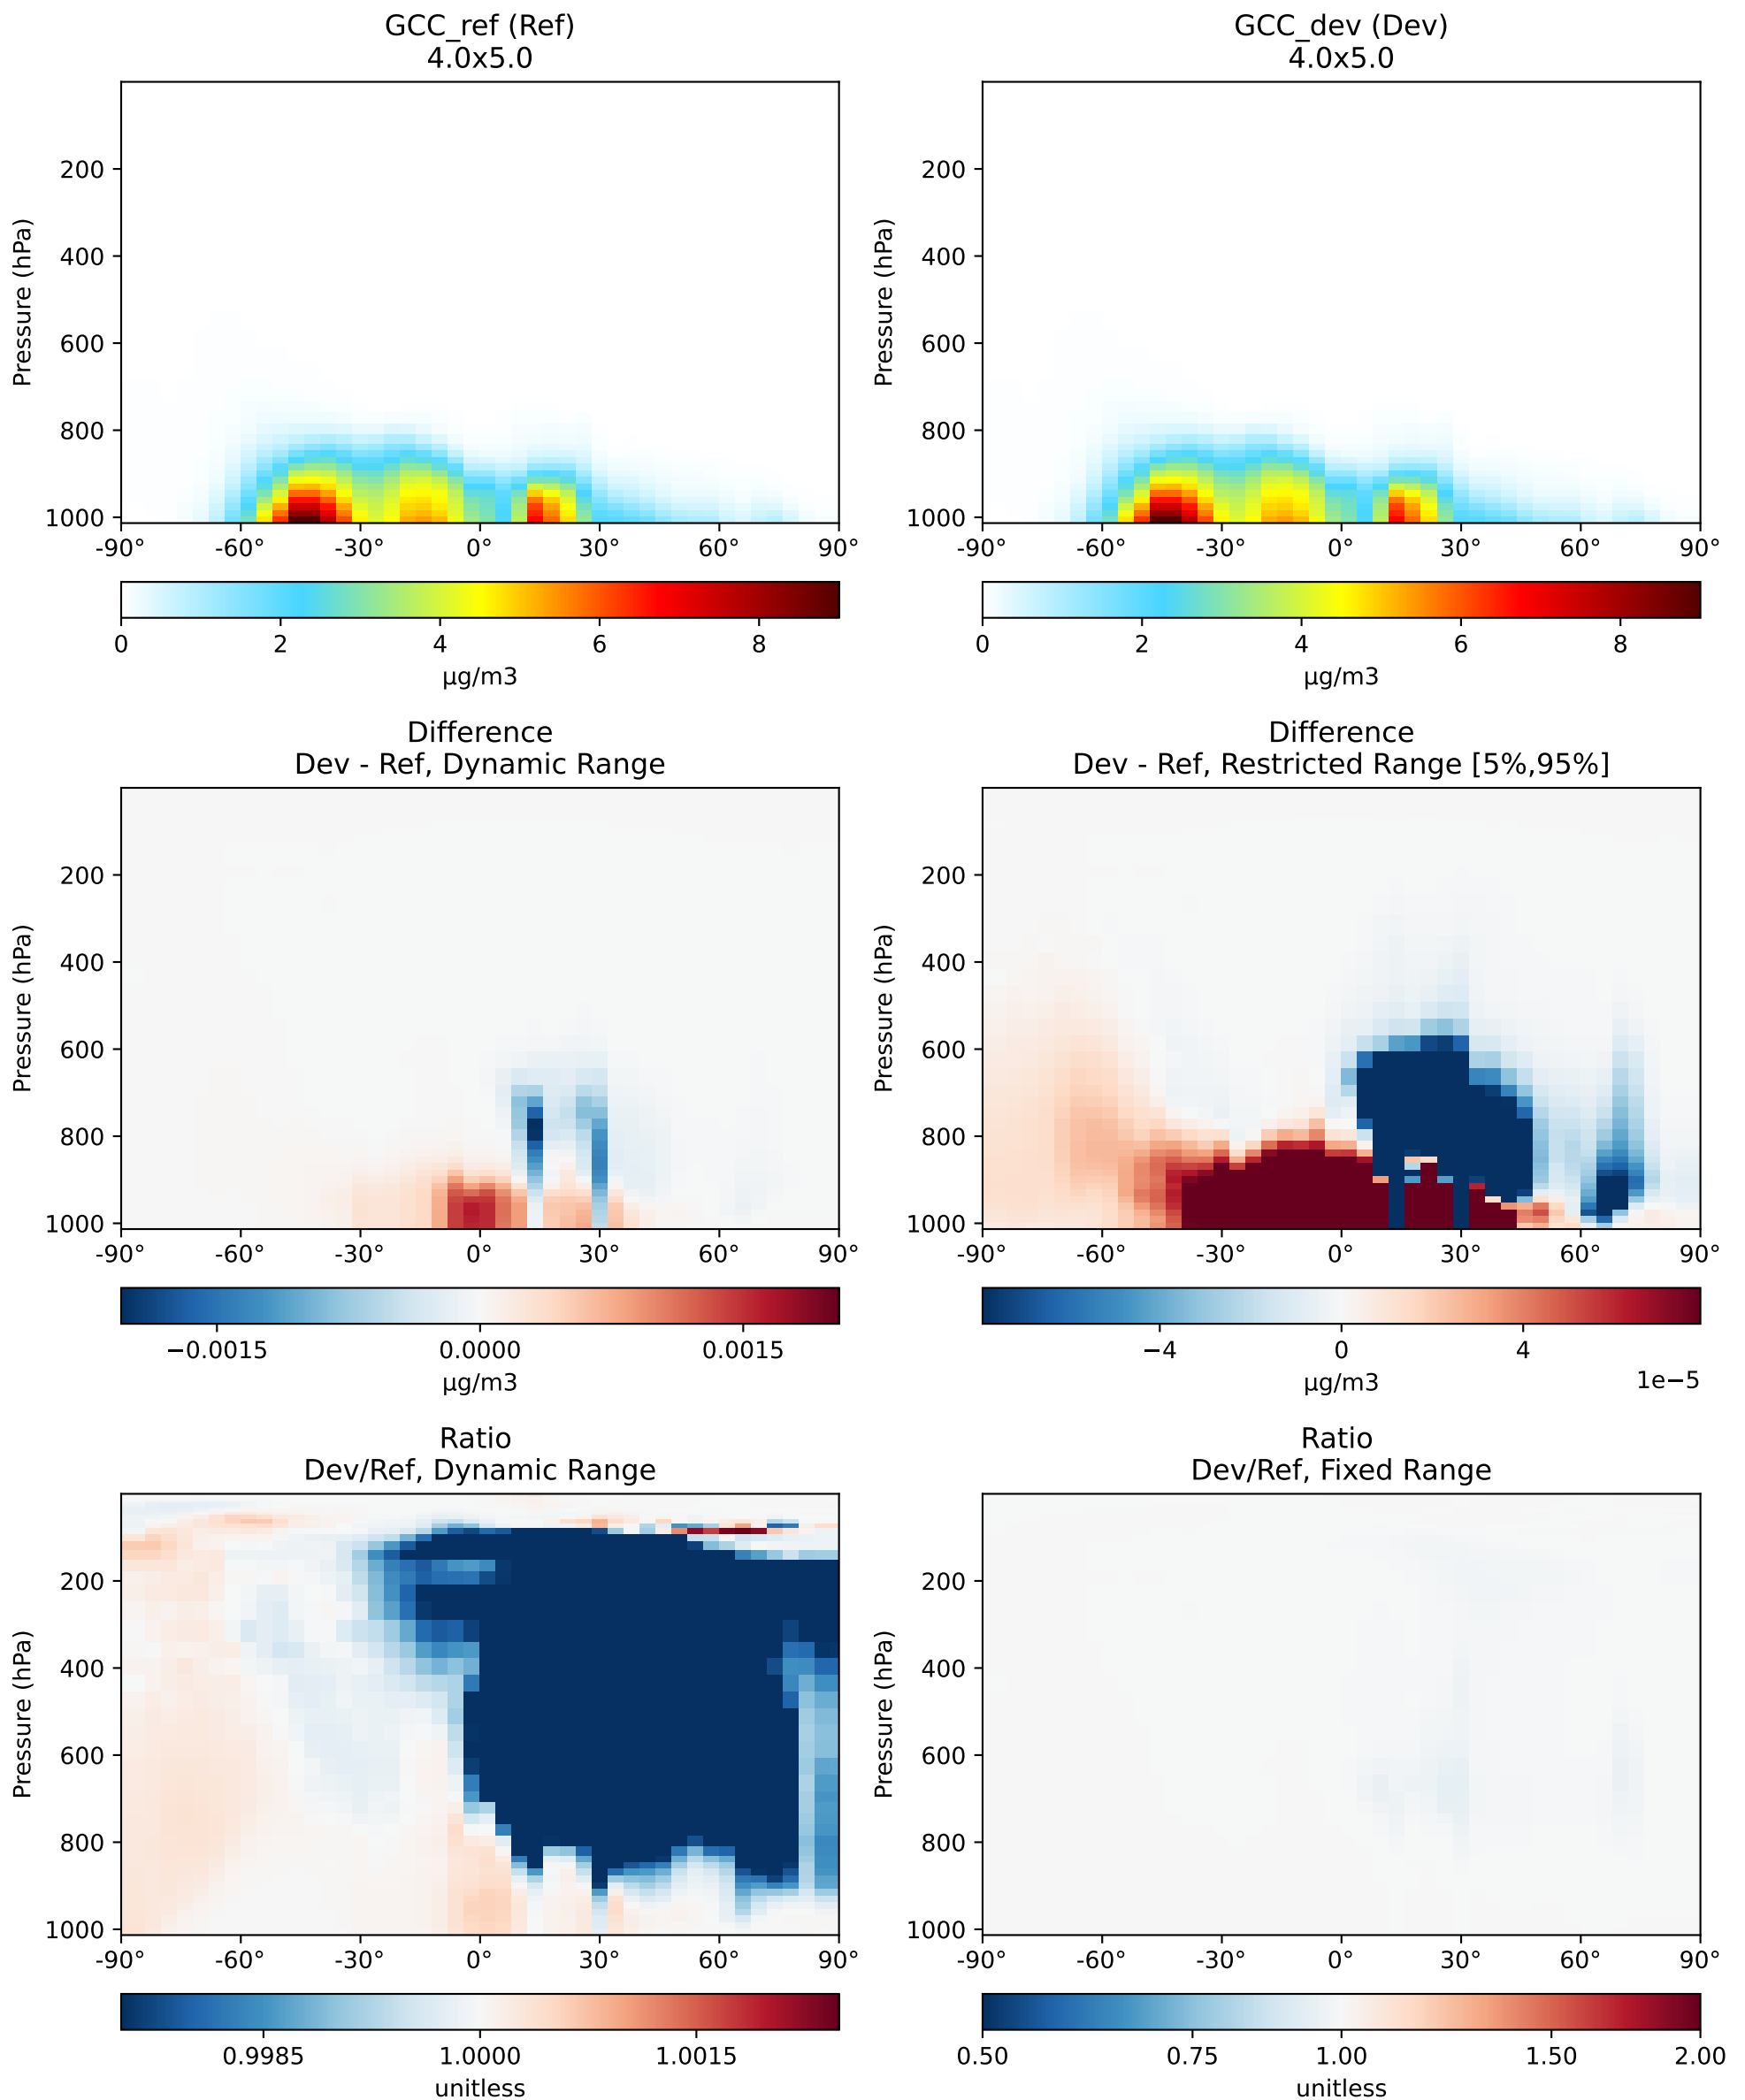 GCC_ref (Ref)
4.0x5.0
GCC_dev (Dev)
4.0x5.0
Pressure (hPa)
200
400
600
800
1000
-90° -60° -30° 0° 30° 60° 90°
0 2 4 6 8
µg/m3
Pressure (hPa)
200
400
600
800
1000
-90° -60° -30° 0° 30° 60° 90°
0 2 4 6 8
µg/m3
Difference
Dev - Ref, Dynamic Range
Pressure (hPa)
200
400
600
800
1000
-90° -60° -30° 0° 30° 60° 90°
−0.0015 0.0000 0.0015
µg/m3
Difference
Dev - Ref, Restricted Range [5%,95%]
Pressure (hPa)
200
400
600
800
1000
-90° -60° -30° 0° 30° 60° 90°
−4 0 4
µg/m3 1e−5
Ratio
Dev/Ref, Dynamic Range
Pressure (hPa)
200
400
600
800
1000
-90° -60° -30° 0° 30° 60° 90°
0.9985 1.0000 1.0015
unitless
Ratio
Dev/Ref, Fixed Range
Pressure (hPa)
200
400
600
800
1000
-90° -60° -30° 0° 30° 60° 90°
0.50 0.75 1.00 1.50 2.00
unitless